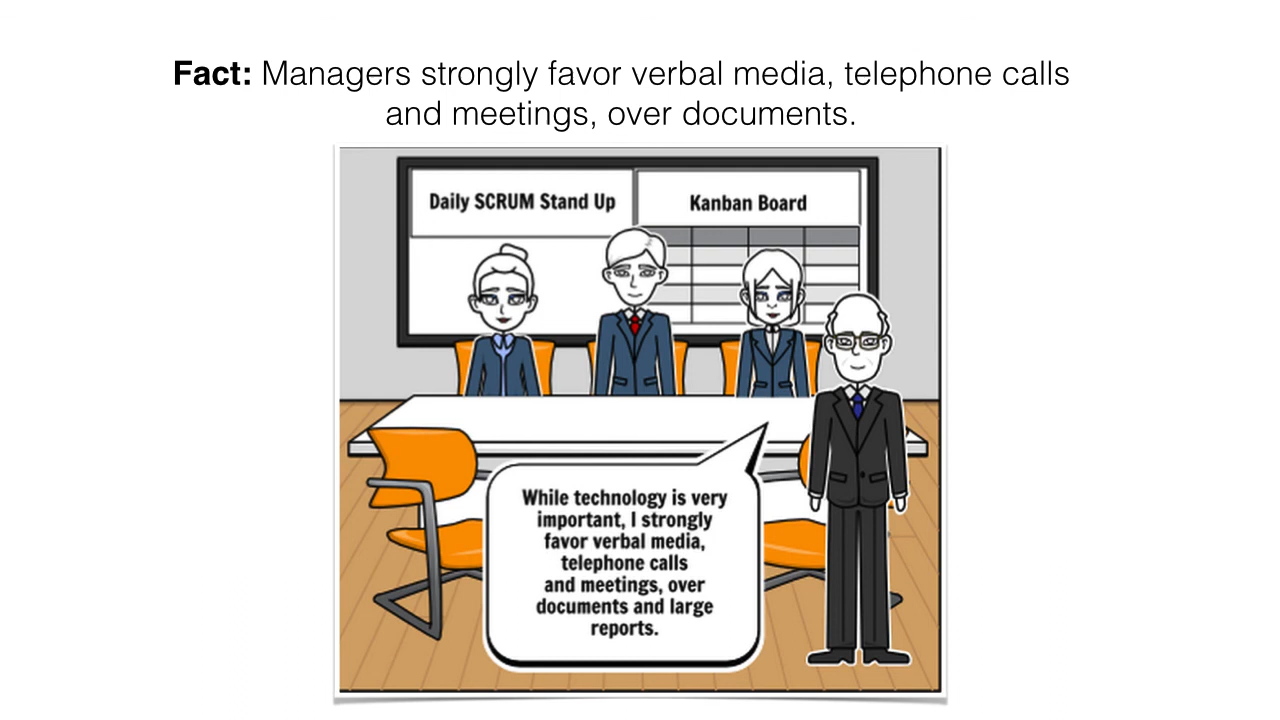 Fact: Managers strongly favor verbal media, telephone calls
and meetings, over documents.
Daily SCRUM Stand Up
Kanban Board
While technology is very
important, I strongly
favor verbal media,
telephone calls
and meetings, over
documents and large
reports.